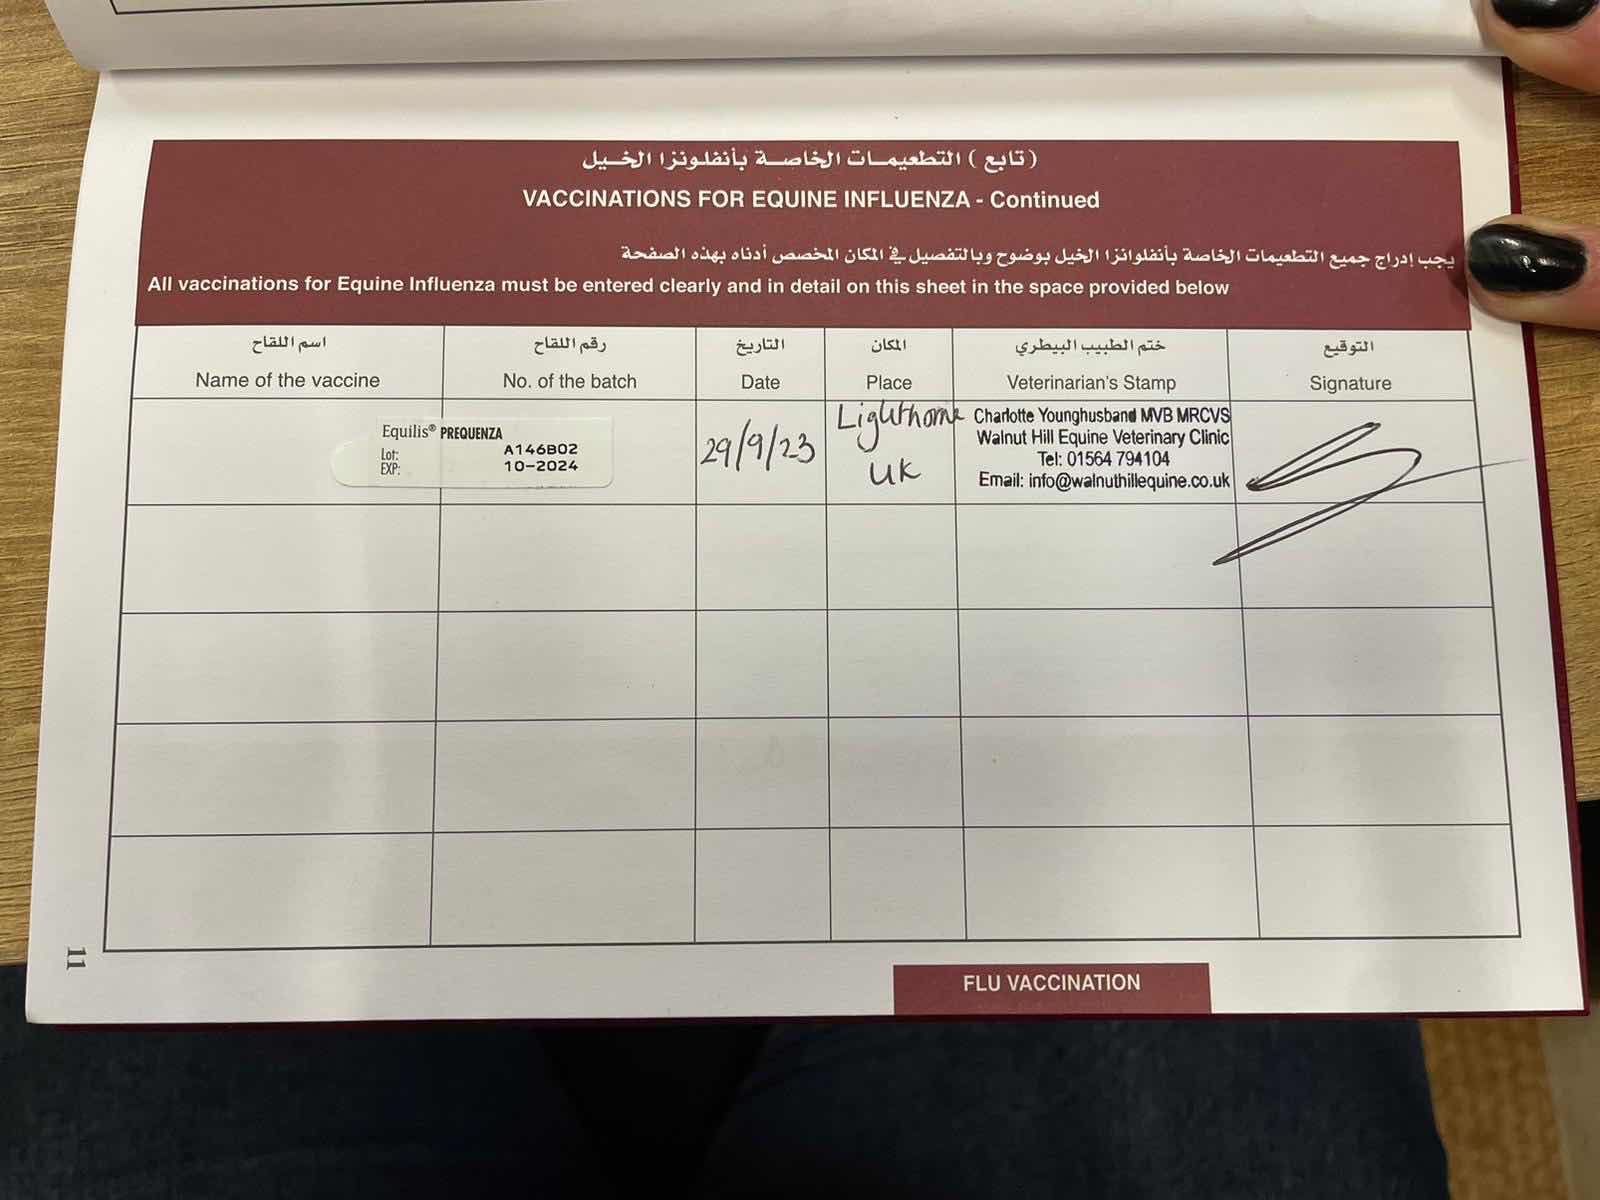 ( تابع ) التطعيمـات الخاصـة بأنفلونزا الخـيل
VACCINATIONS FOR EQUINE INFLUENZA - Continued
يجب إدراج جميع التطعيمات الخاصة بأنفلوانزا الخيل بوضوح وبالتفصيل في المكان المخصص أدناه بهذه الصفحة
All vaccinations for Equine Influenza must be entered clearly and in detail on this sheet in the space provided below
اسم اللقاح
Name of the vaccine
رقم اللقاح
No. of the batch
التاريخ
Date
المكان
Place
ختم الطبيب البيطري
Veterinarian's Stamp
التوقيع
Signature
Equilis® PREQUENZA
Lot: A146B02
EXP: 10-2024
29/9/23
Lighthorne
UK
Charlotte Younghusband MVB MRCVS
Walnut Hill Equine Veterinary Clinic
Tel: 01564 794104
Email: info@walnuthillequine.co.uk
11
FLU VACCINATION